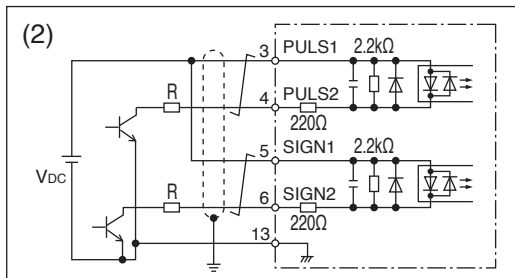 (2)
3 PULS1 2.2kΩ
R 4 PULS2
220Ω
5 SIGN1 2.2kΩ
VDC
R 6 SIGN2
220Ω
13